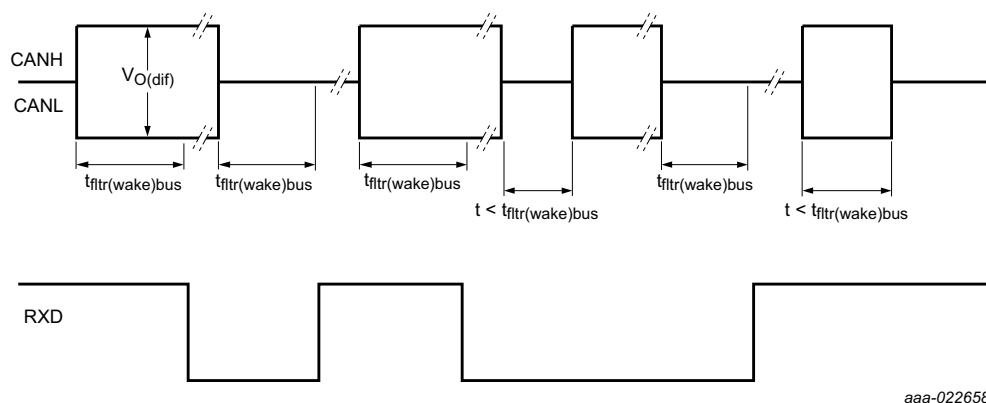 CANH
VO(dif)
CANL
tfltr(wake)bus
tfltr(wake)bus
tfltr(wake)bus
tfltr(wake)bus
t < tfltr(wake)bus
t < tfltr(wake)bus
RXD
aaa-022658